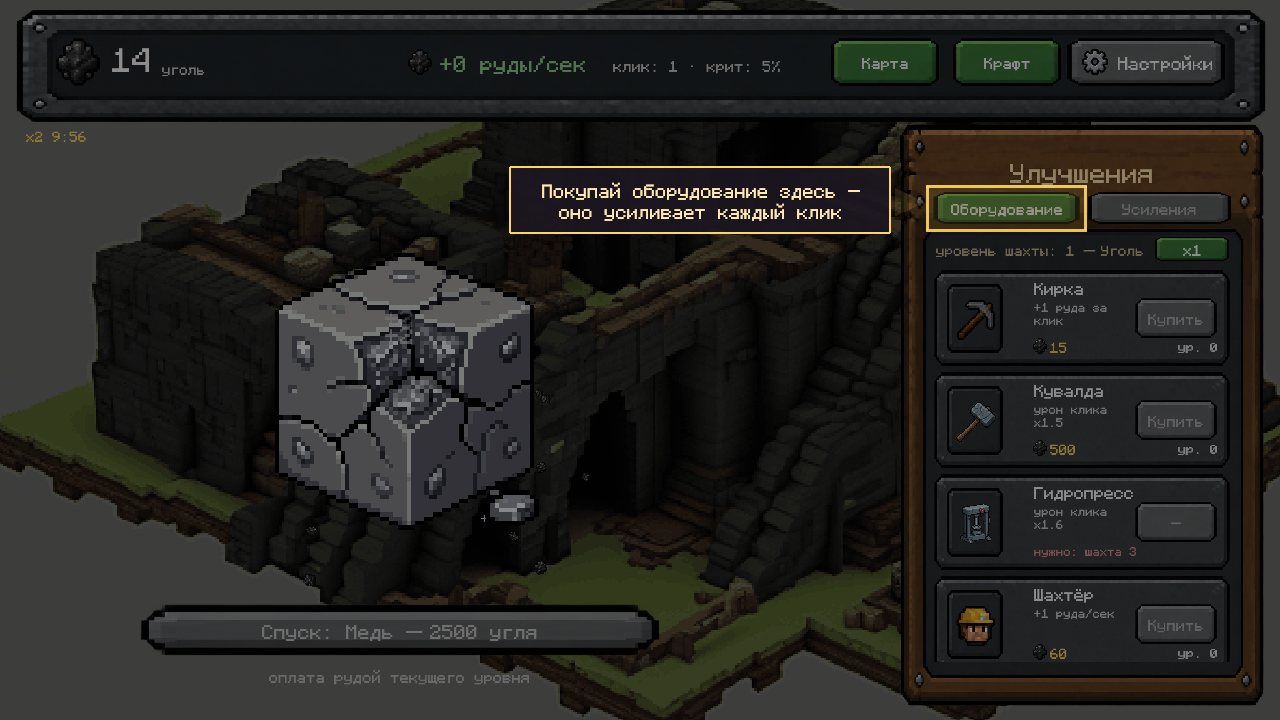 14 уголь
+0 руды/сек
клик: 1 · крит: 5%
Карта
Крафт
Настройки
x2 9:56
Покупай оборудование здесь —
оно усиливает каждый клик
Улучшения
Оборудование
Усиления
уровень шахты: 1 — Уголь
x1
Кирка
+1 руда за
клик
Купить
15
ур. 0
Кувалда
урон клика
x1.5
Купить
500
ур. 0
Гидропресс
урон клика
x1.6
—
нужно: шахта 3
Шахтёр
+1 руда/сек
Купить
60
ур. 0
Спуск: Медь — 2500 угля
оплата рудой текущего уровня